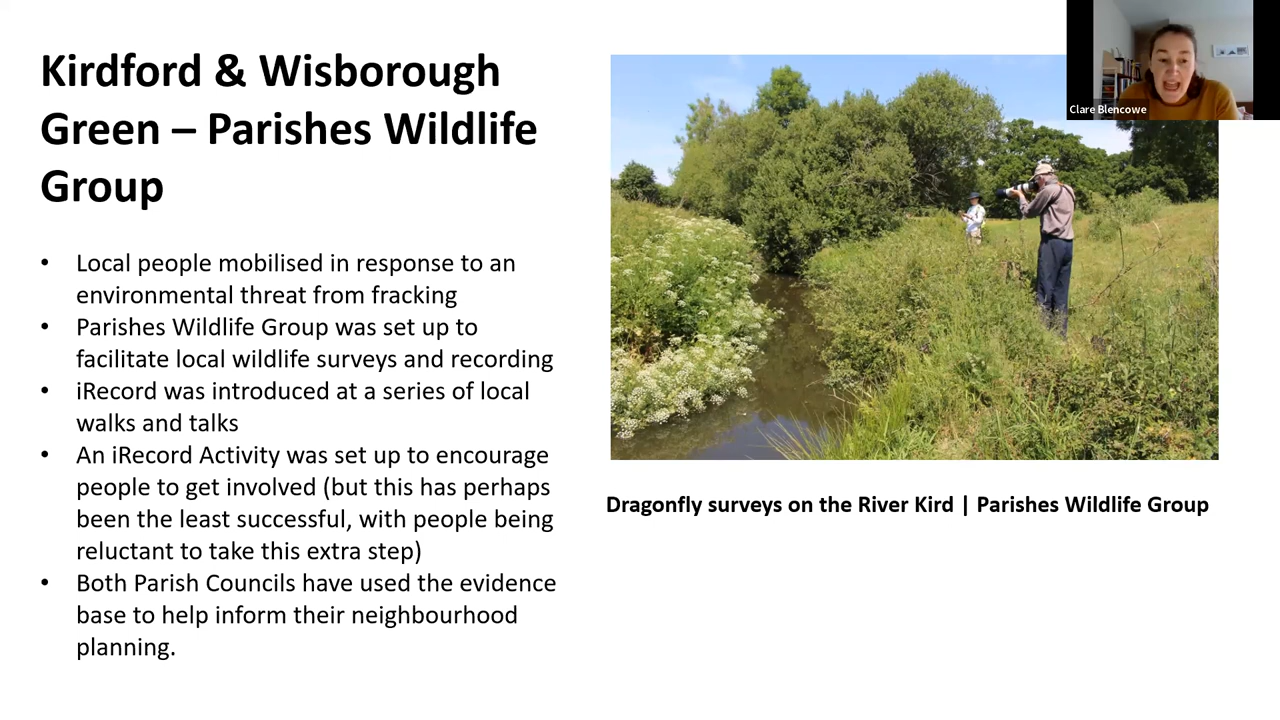 Kirdford & Wisborough
Green – Parishes Wildlife
Group
• Local people mobilised in response to an
environmental threat from fracking
• Parishes Wildlife Group was set up to
facilitate local wildlife surveys and recording
• iRecord was introduced at a series of local
walks and talks
• An iRecord Activity was set up to encourage
people to get involved (but this has perhaps
been the least successful, with people being
reluctant to take this extra step)
• Both Parish Councils have used the evidence
base to help inform their neighbourhood
planning.
Clare Blencowe
Dragonfly surveys on the River Kird | Parishes Wildlife Group